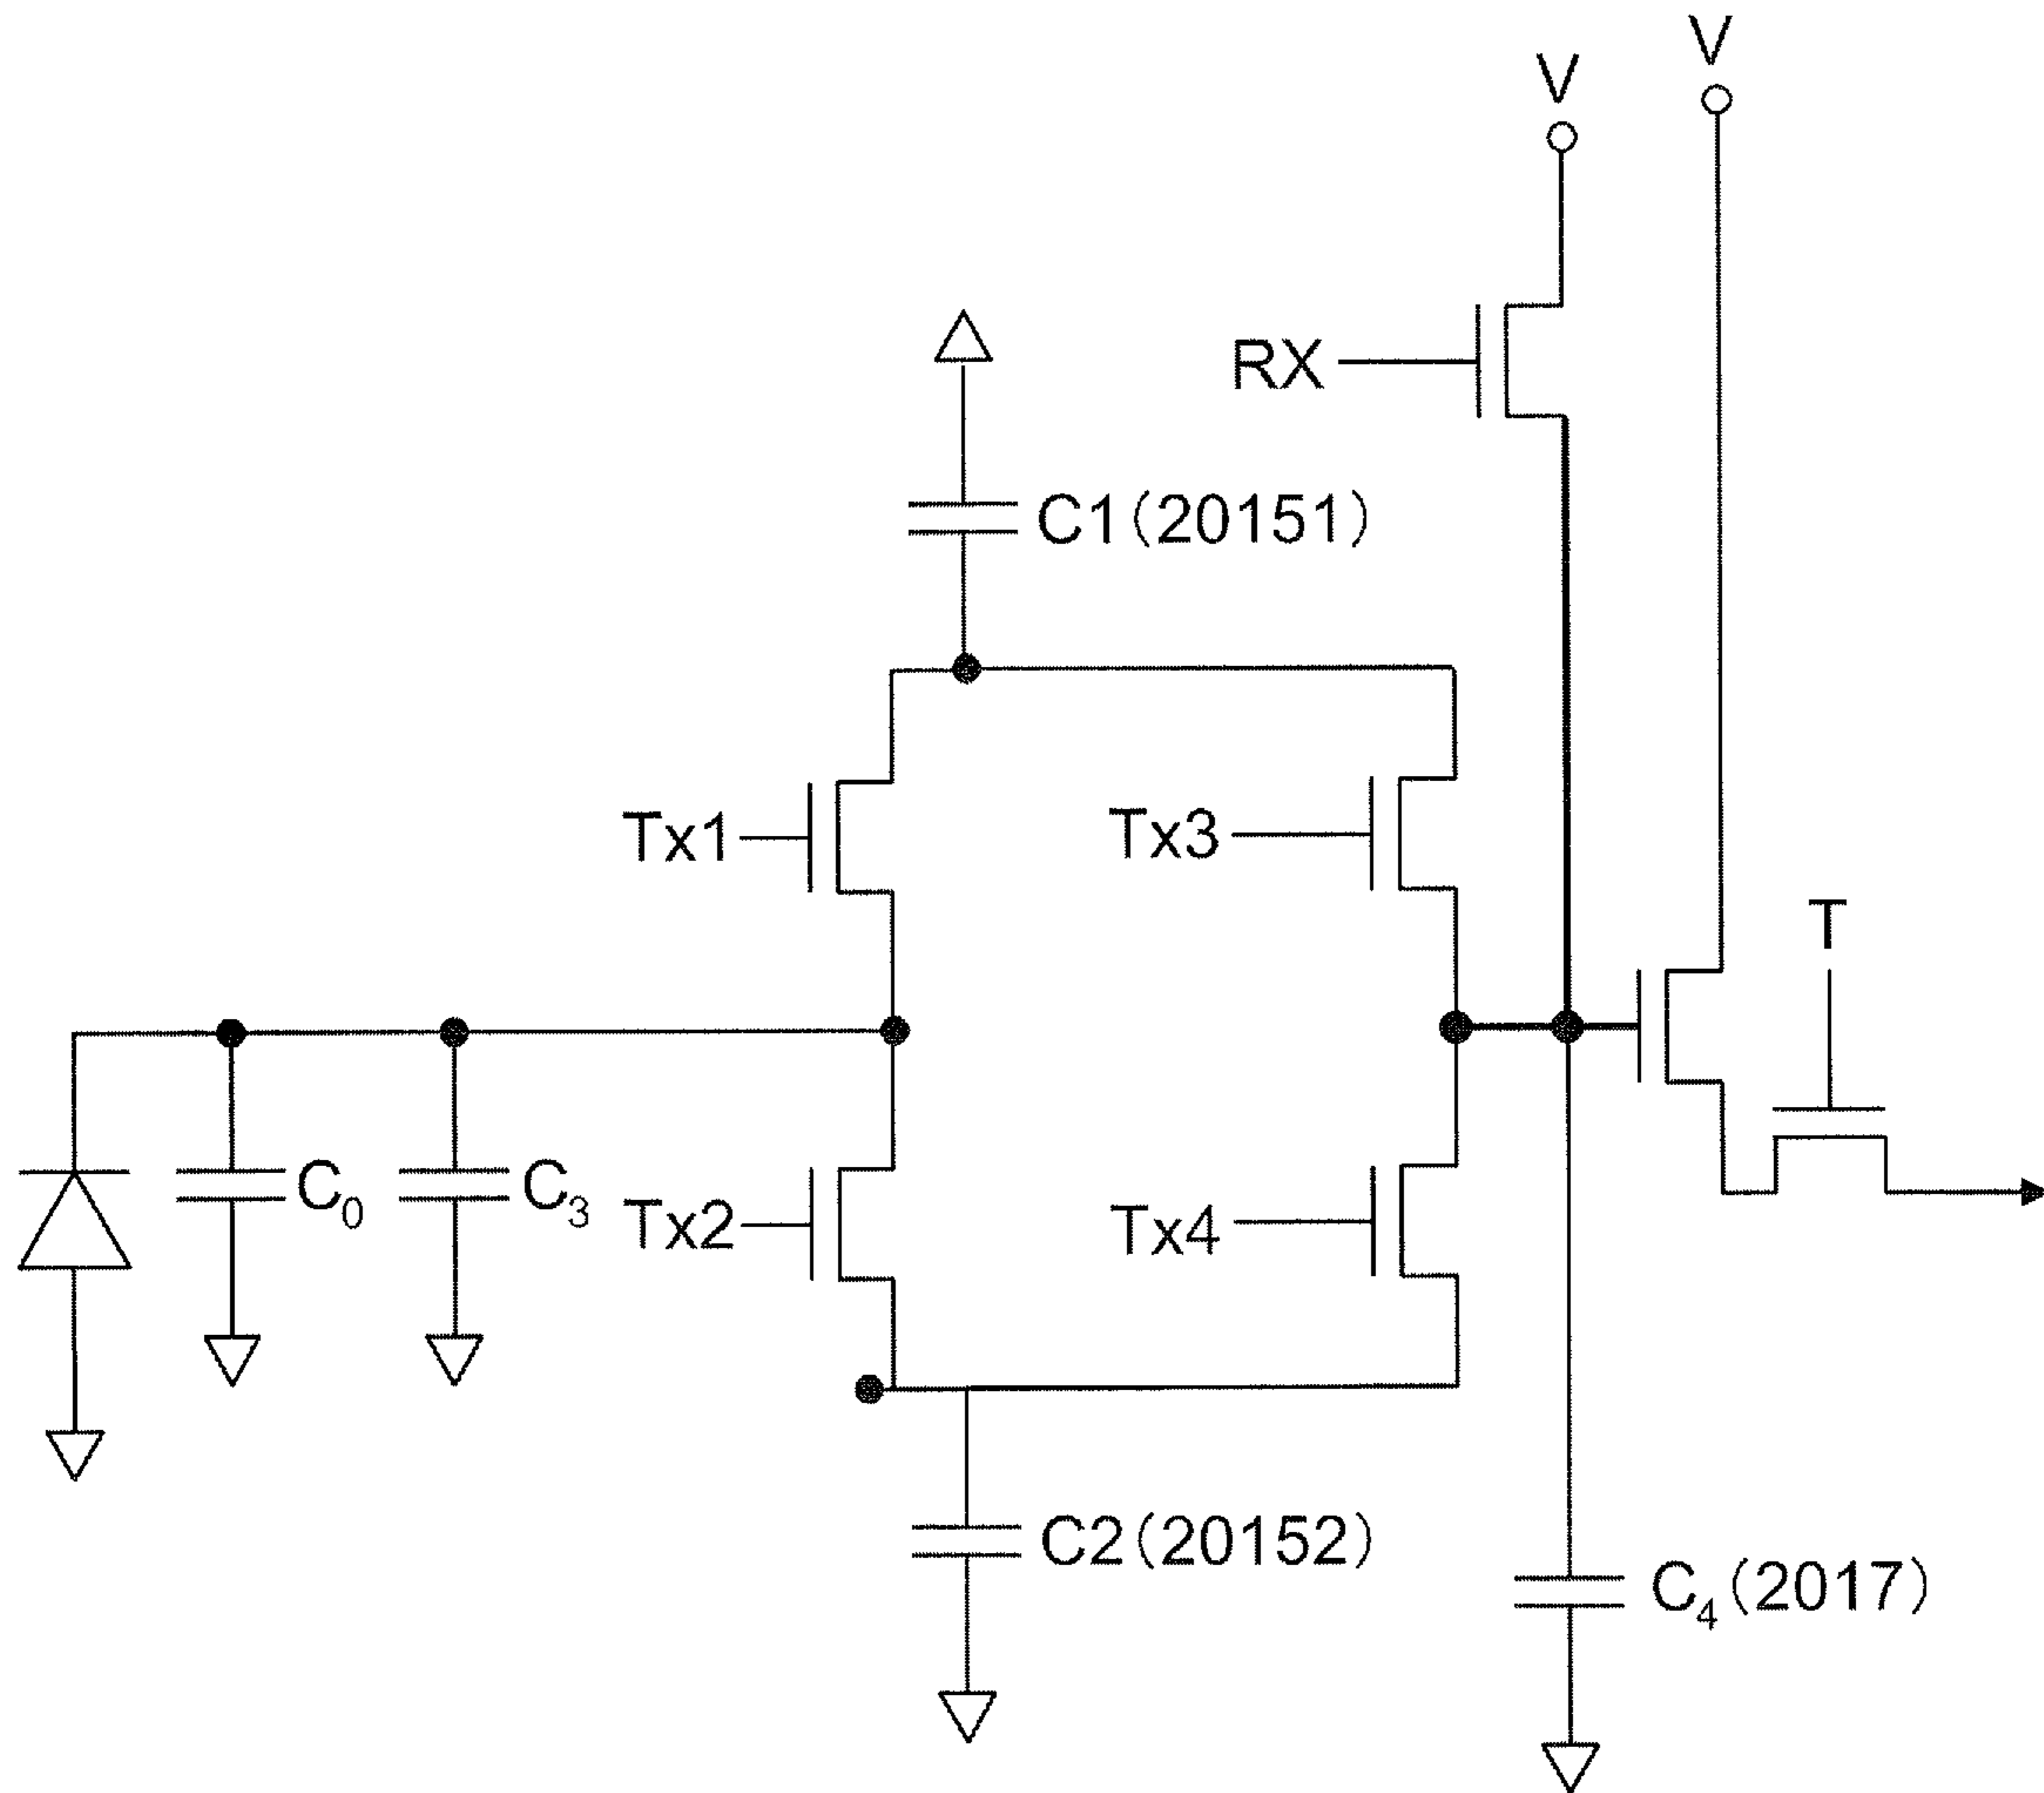 V
V
RX
C1(20151)
Tx1
Tx3
T
C0
C3
Tx2
Tx4
C2(20152)
C4(2017)